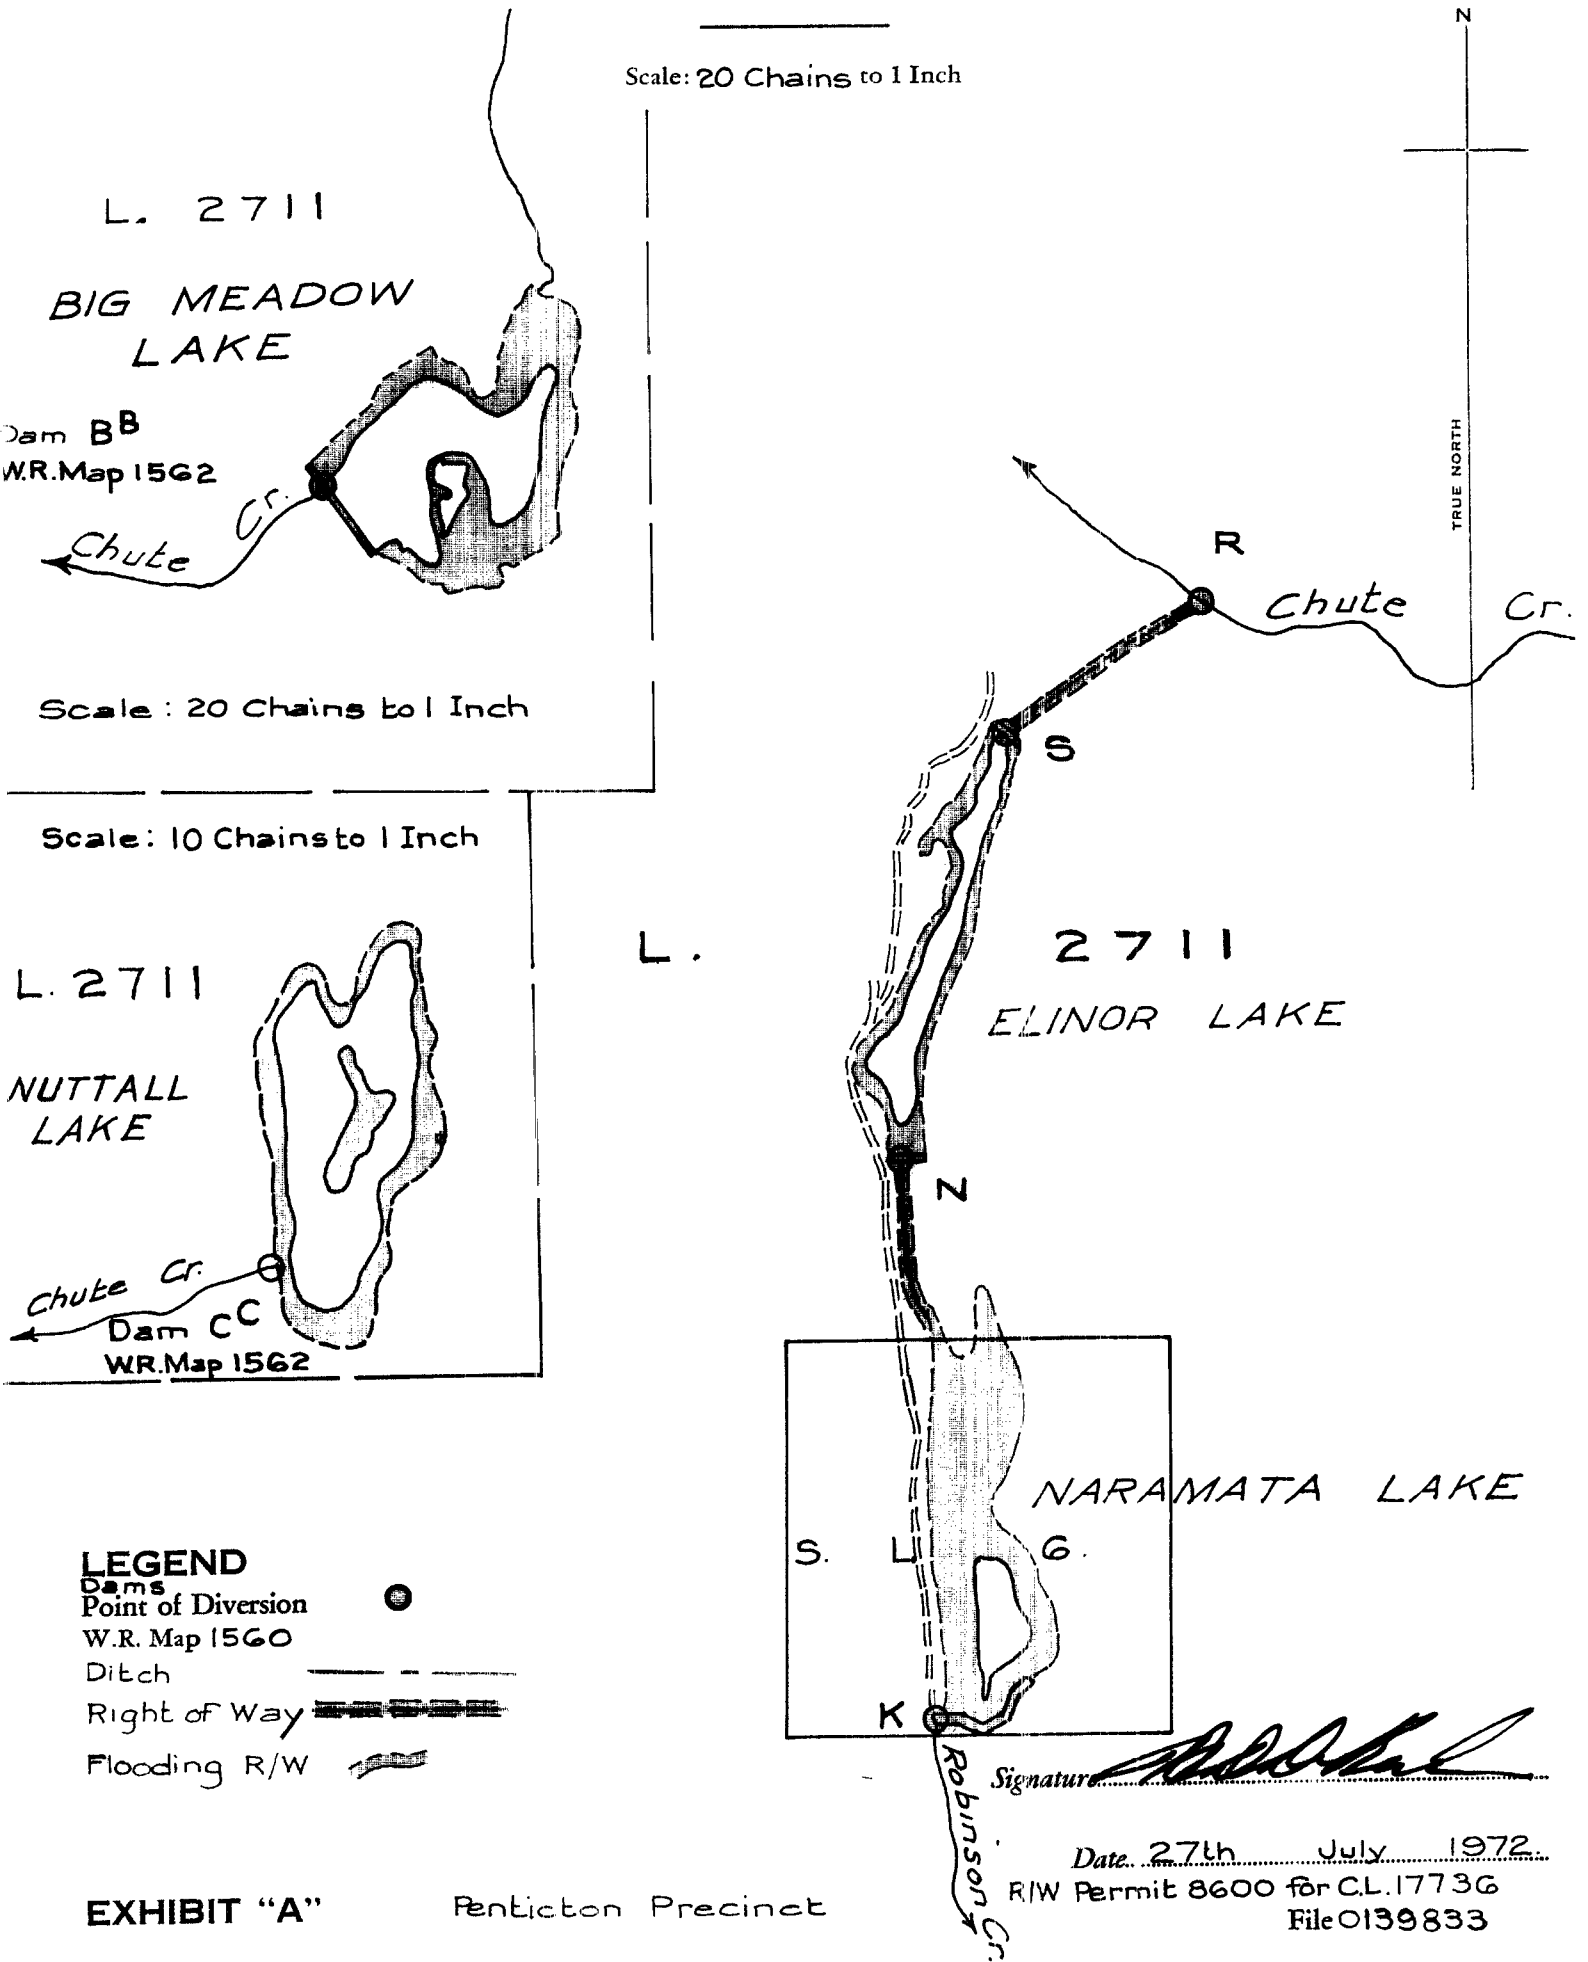 Scale: 20 Chains to 1 Inch
N
TRUE NORTH
L. 2711
BIG MEADOW
LAKE
Dam BB
W.R.Map 1562
Chute Cr.
Scale: 20 Chains to 1 Inch
R
Chute Cr.
S
Scale: 10 Chains to 1 Inch
L. 2711
NUTTALL
LAKE
Chute Cr.
Dam CC
W.R.Map 1562
L. 2711
ELINOR LAKE
N
NARAMATA LAKE
S. L 6.
K
Robinson Cr.
LEGEND
Dams
Point of Diversion
W.R. Map 1560
Ditch
Right of Way
Flooding R/W
Signature
Date 27th July 1972.
R/W Permit 8600 for C.L.17736
File 0139833
EXHIBIT “A”
Penticton Precinct